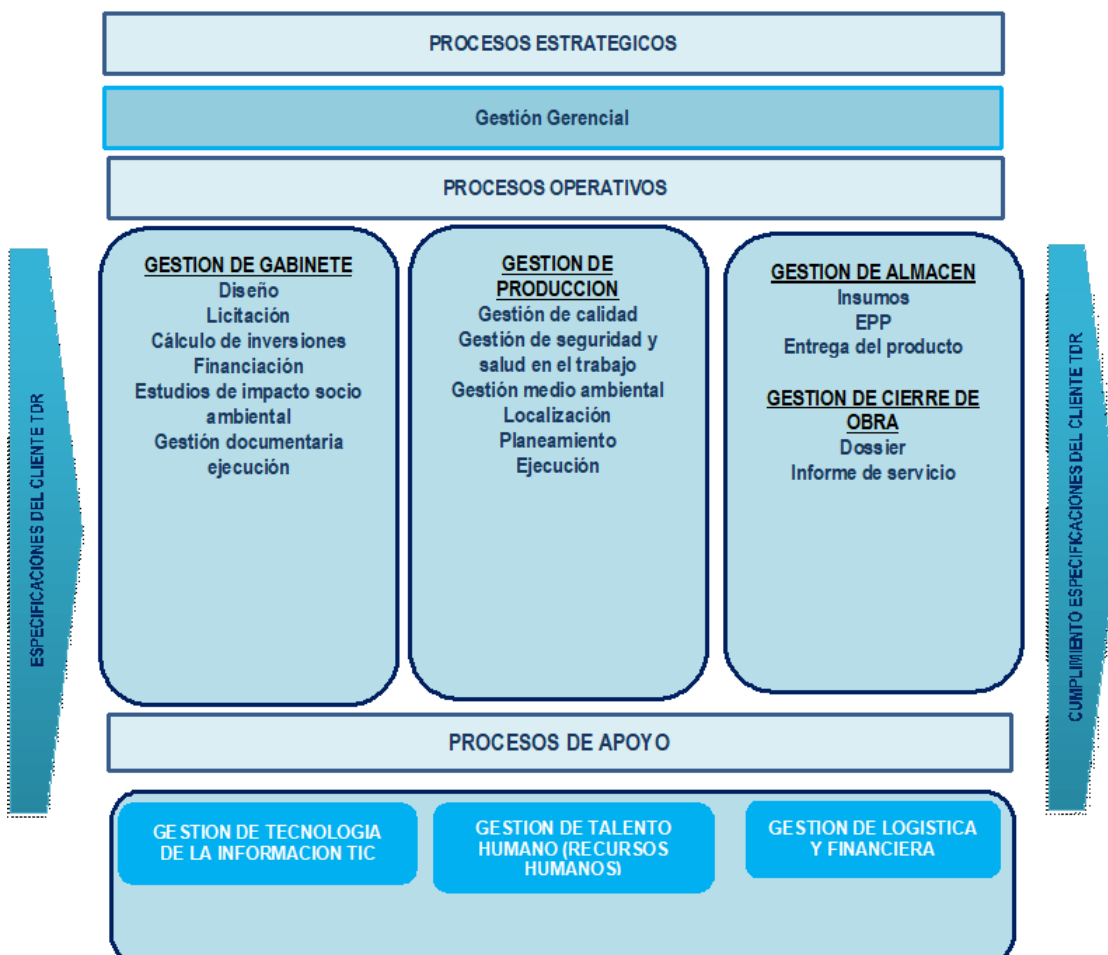 PROCESOS ESTRATEGICOS
Gestión Gerencial
PROCESOS OPERATIVOS
ESPECIFICACIONES DEL CLIENTE TDR
GESTION DE GABINETE
Diseño
Licitación
Cálculo de inversiones
Financiación
Estudios de impacto socio
ambiental
Gestión documentaria
ejecución
GESTION DE
PRODUCCION
Gestión de calidad
Gestión de seguridad y
salud en el trabajo
Gestión medio ambiental
Localización
Planeamiento
Ejecución
GESTION DE ALMACEN
Insumos
EPP
Entrega del producto
GESTION DE CIERRE DE
OBRA
Dossier
Informe de servicio
CUMPLIMIENTO ESPECIFICACIONES DEL CLIENTE TDR
PROCESOS DE APOYO
GESTION DE TECNOLOGIA
DE LA INFORMACION TIC
GESTION DE TALENTO
HUMANO (RECURSOS
HUMANOS)
GESTION DE LOGISTICA
Y FINANCIERA